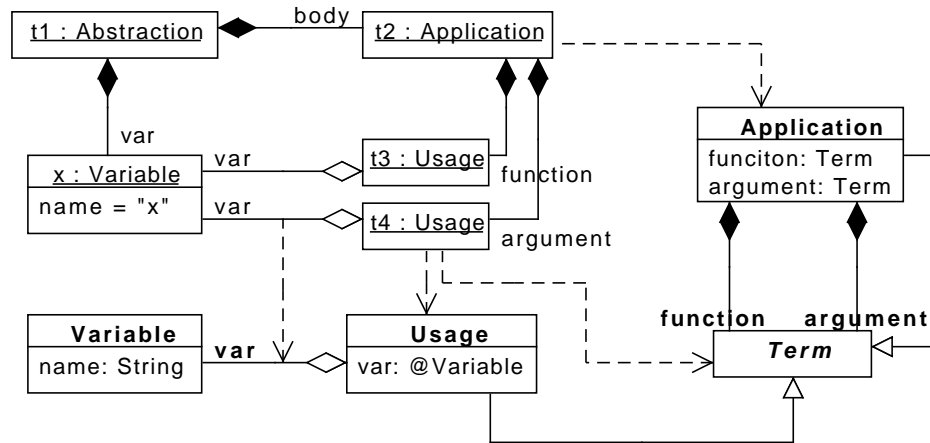 body
t1 : Abstraction
t2 : Application
var
Application
funciton: Term
argument: Term
x : Variable
name = "x"
var
t3 : Usage
function
var
t4 : Usage
argument
function
argument
Variable
name: String
var
Usage
var: @Variable
Term